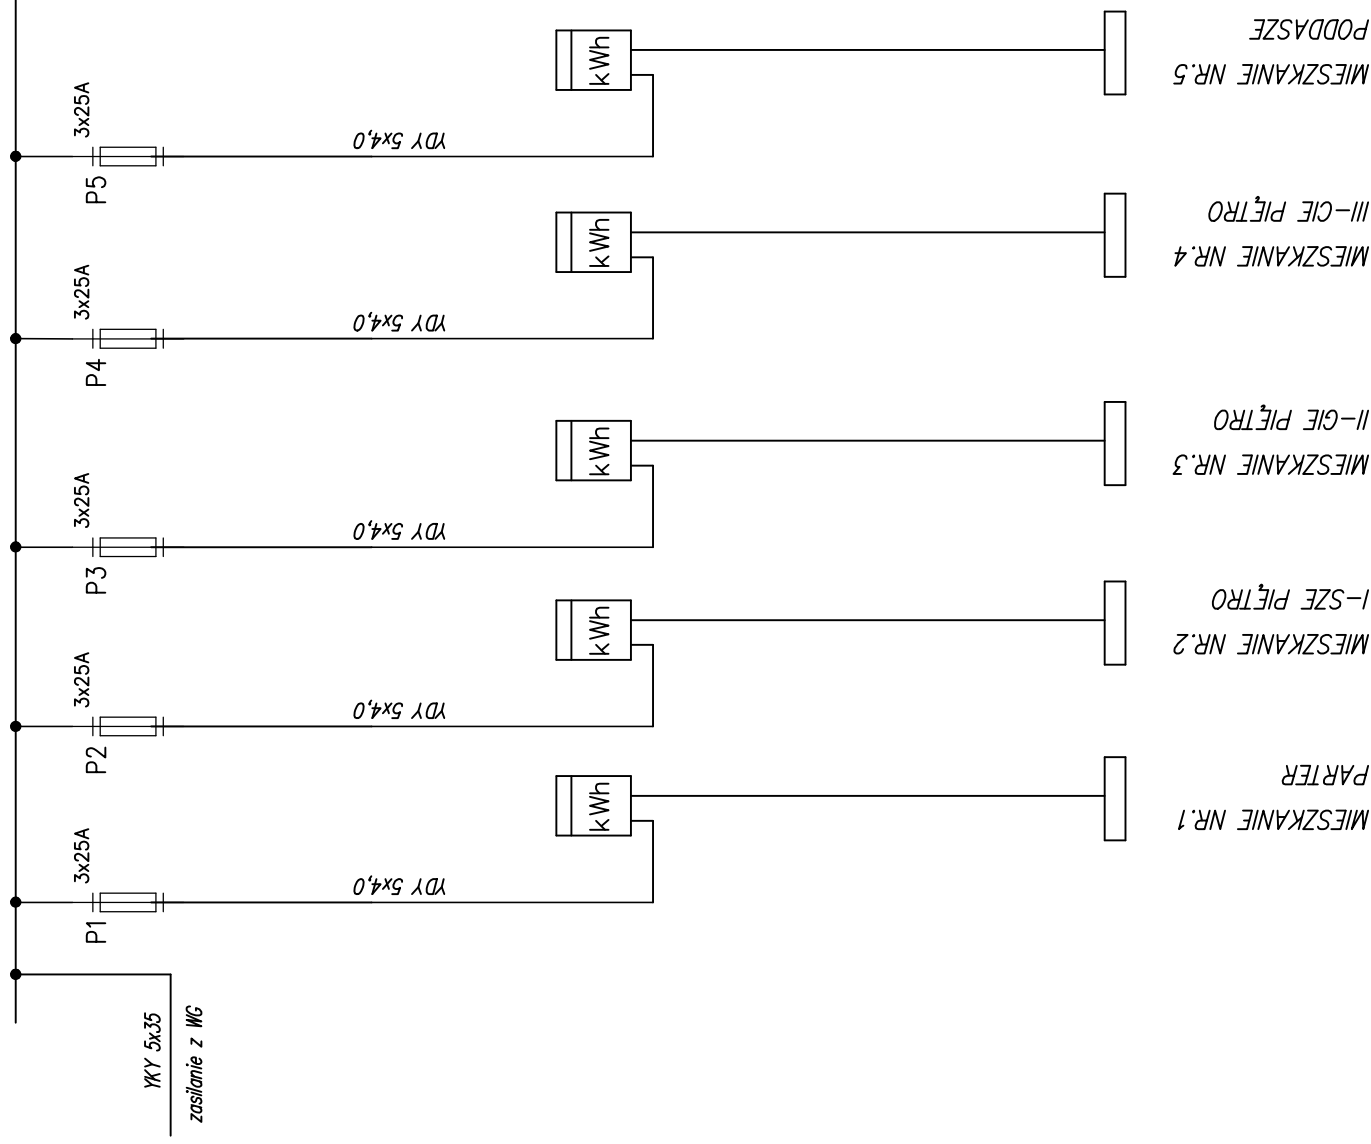 3x25A
P5
YDY 5x4,0
kWh
MIESZKANIE NR.5
PODDASZE
3x25A
P4
YDY 5x4,0
kWh
MIESZKANIE NR.4
III-CIE PIĘTRO
3x25A
P3
YDY 5x4,0
kWh
MIESZKANIE NR.3
II-GIE PIĘTRO
3x25A
P2
YDY 5x4,0
kWh
MIESZKANIE NR.2
I-SZE PIĘTRO
3x25A
P1
YDY 5x4,0
kWh
MIESZKANIE NR.1
PARTER
YKY 5x35
zasilanie z WG